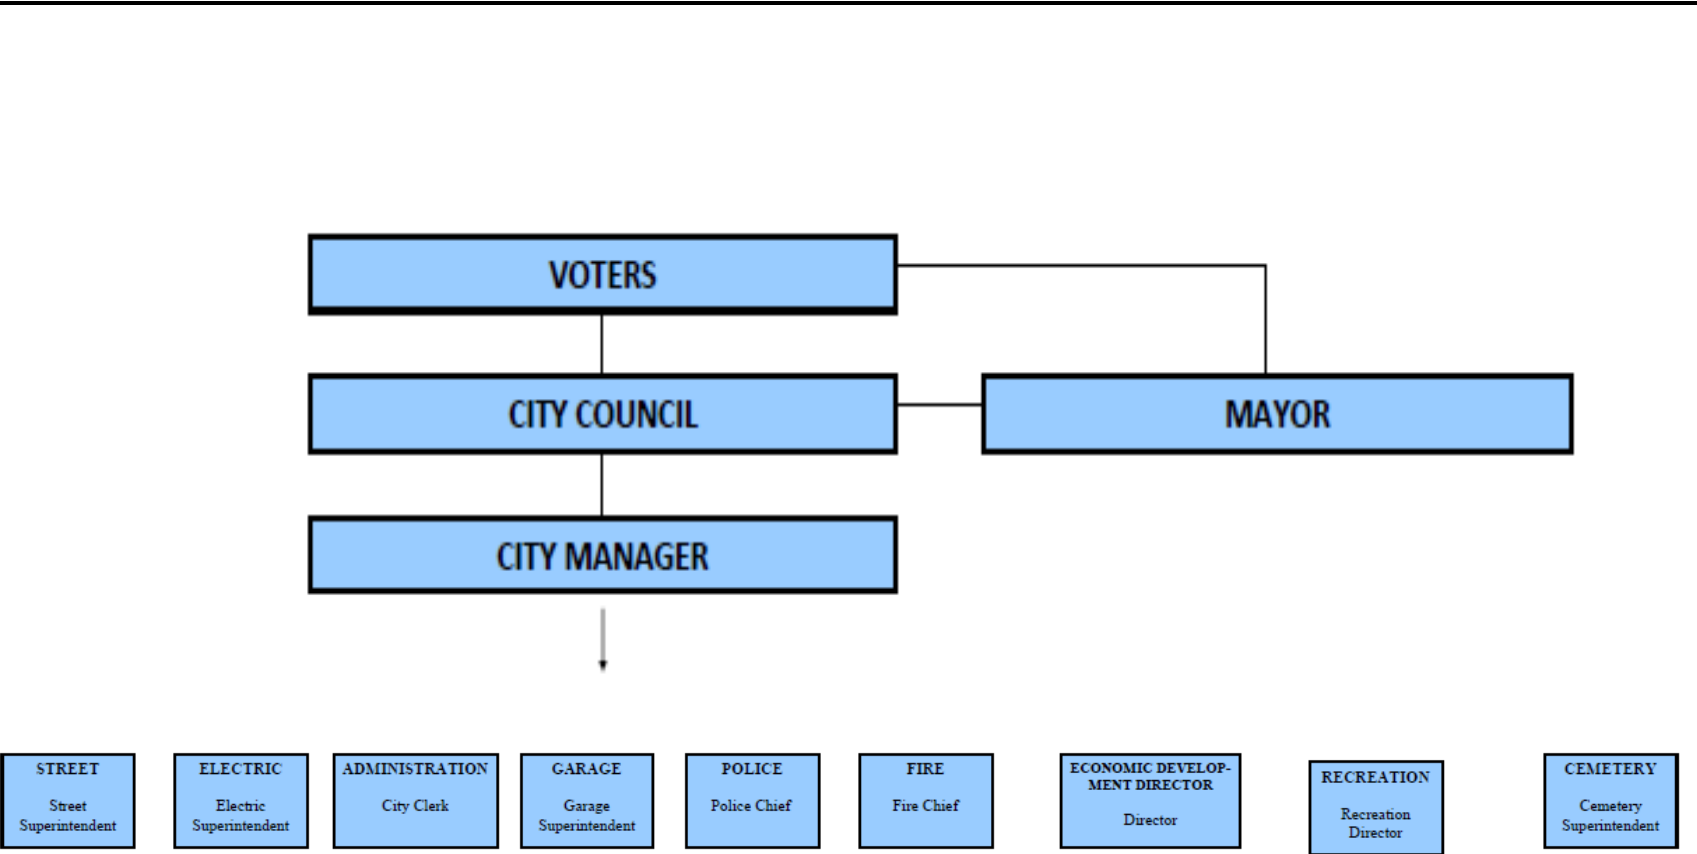 VOTERS
CITY COUNCIL
MAYOR
CITY MANAGER
STREET
Street
Superintendent
ELECTRIC
Electric
Superintendent
ADMINISTRATION
City Clerk
GARAGE
Garage
Superintendent
POLICE
Police Chief
FIRE
Fire Chief
ECONOMIC DEVELOP-
MENT DIRECTOR
Director
RECREATION
Recreation
Director
CEMETERY
Cemetery
Superintendent